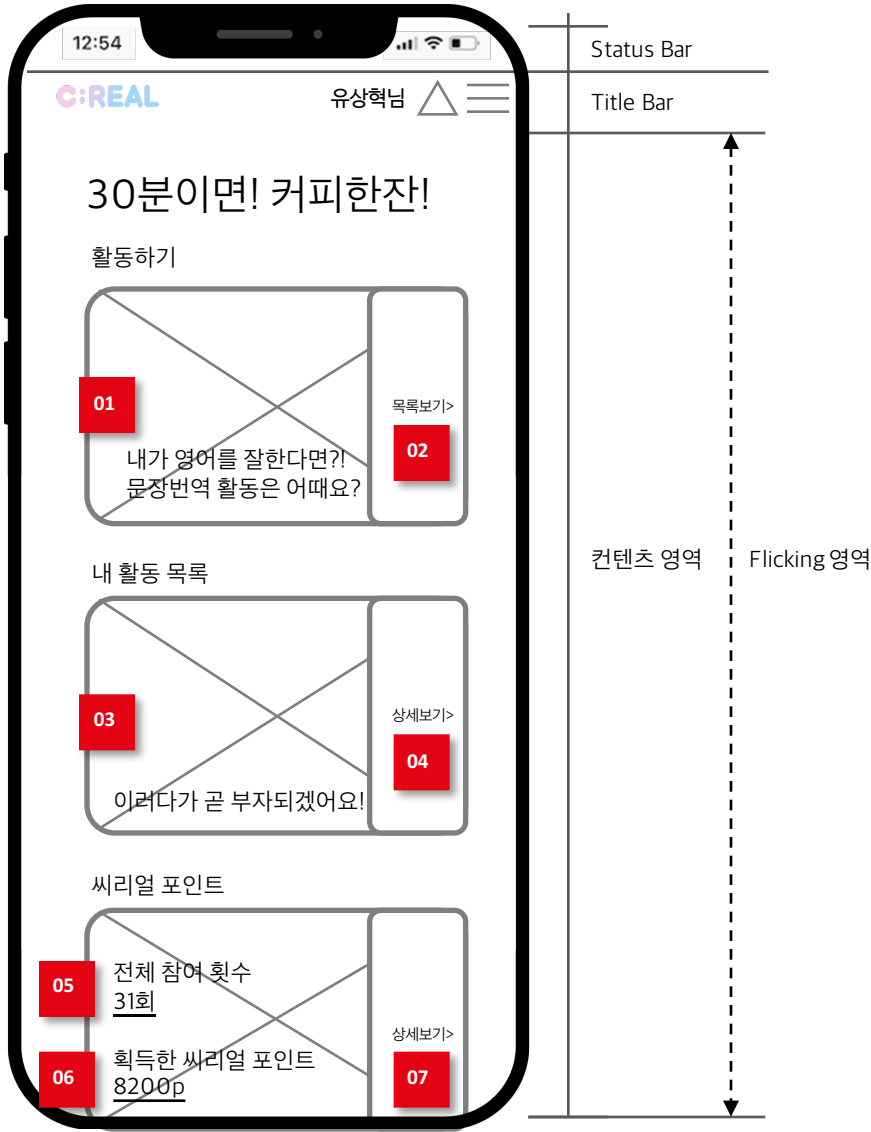 12:54
Status Bar
C;REAL
유상혁님
Title Bar
30분이면! 커피한잔!
활동하기
01
목록보기>
02
내가 영어를 잘한다면?!
문장번역 활동은 어때요?
컨텐츠 영역
Flicking 영역
내 활동 목록
03
상세보기>
04
이러다가 곧 부자되겠어요!
씨리얼 포인트
05
전체 참여 횟수
31회
상세보기>
06
획득한 씨리얼 포인트
8200p
07